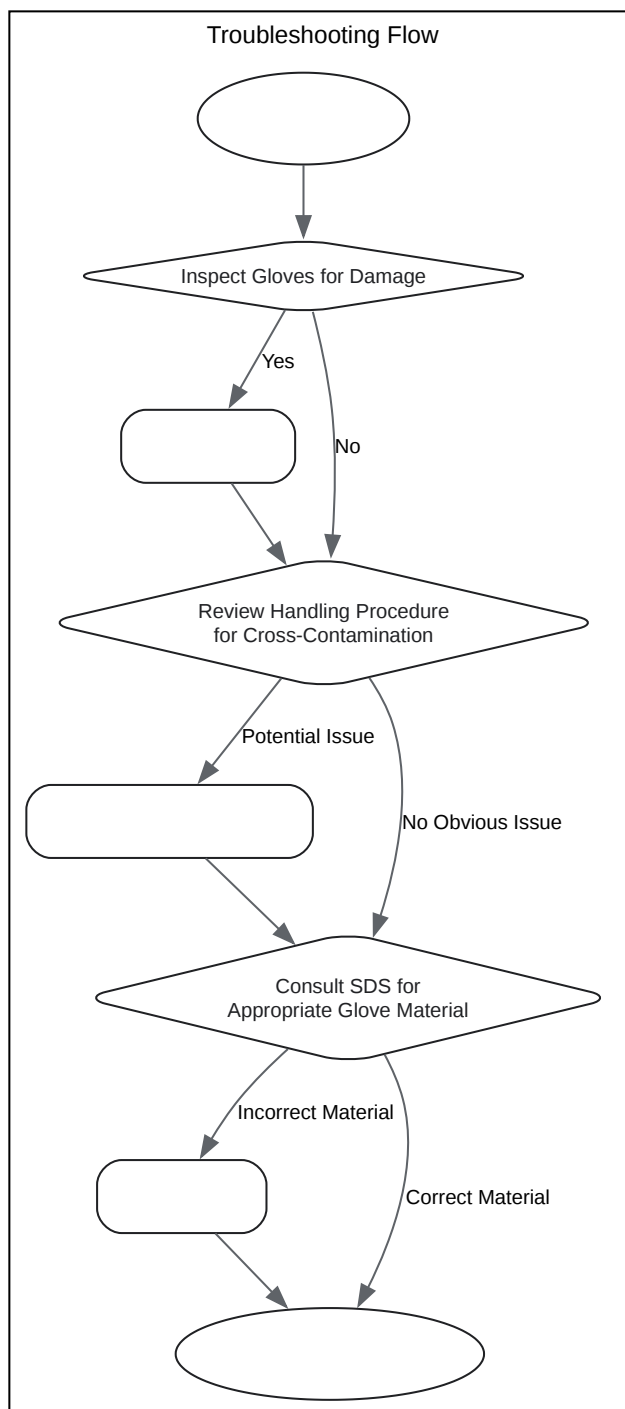 Troubleshooting Flow
Inspect Gloves for Damage
Yes
No
Review Handling Procedure
for Cross-Contamination
Potential Issue
No Obvious Issue
Consult SDS for
Appropriate Glove Material
Incorrect Material
Correct Material